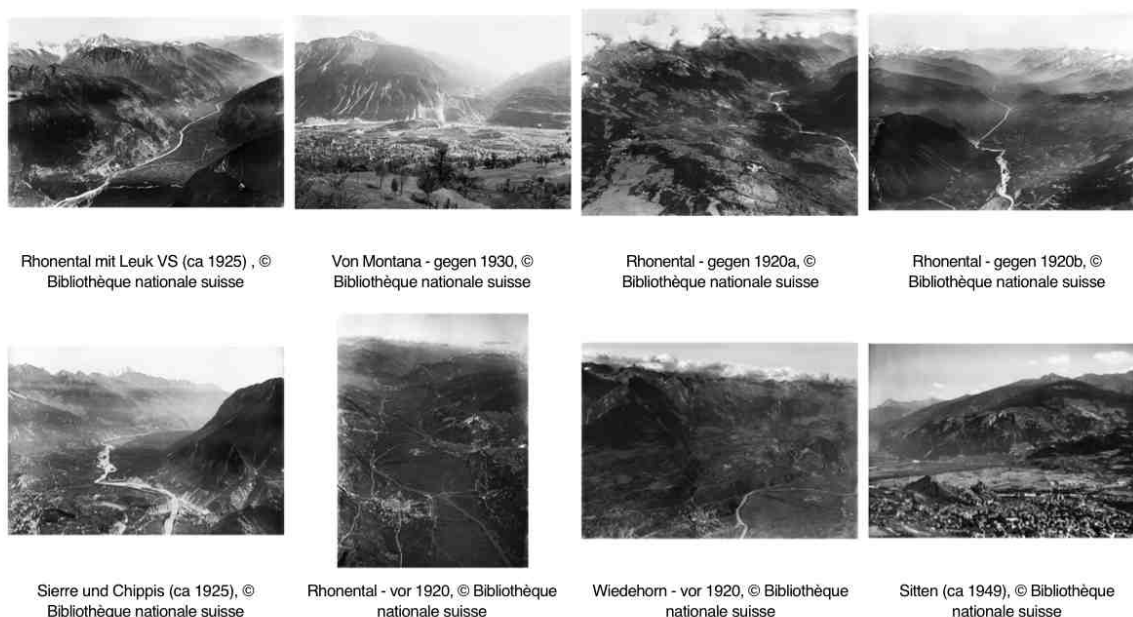 Rhonental mit Leuk VS (ca 1925) , ©
Bibliothèque nationale suisse
Von Montana - gegen 1930, ©
Bibliothèque nationale suisse
Rhonental - gegen 1920a, ©
Bibliothèque nationale suisse
Rhonental - gegen 1920b, ©
Bibliothèque nationale suisse
Sierre und Chippis (ca 1925), ©
Bibliothèque nationale suisse
Rhonental - vor 1920, © Bibliothèque
nationale suisse
Wiedehorn - vor 1920, © Bibliothèque
nationale suisse
Sitten (ca 1949), © Bibliothèque
nationale suisse